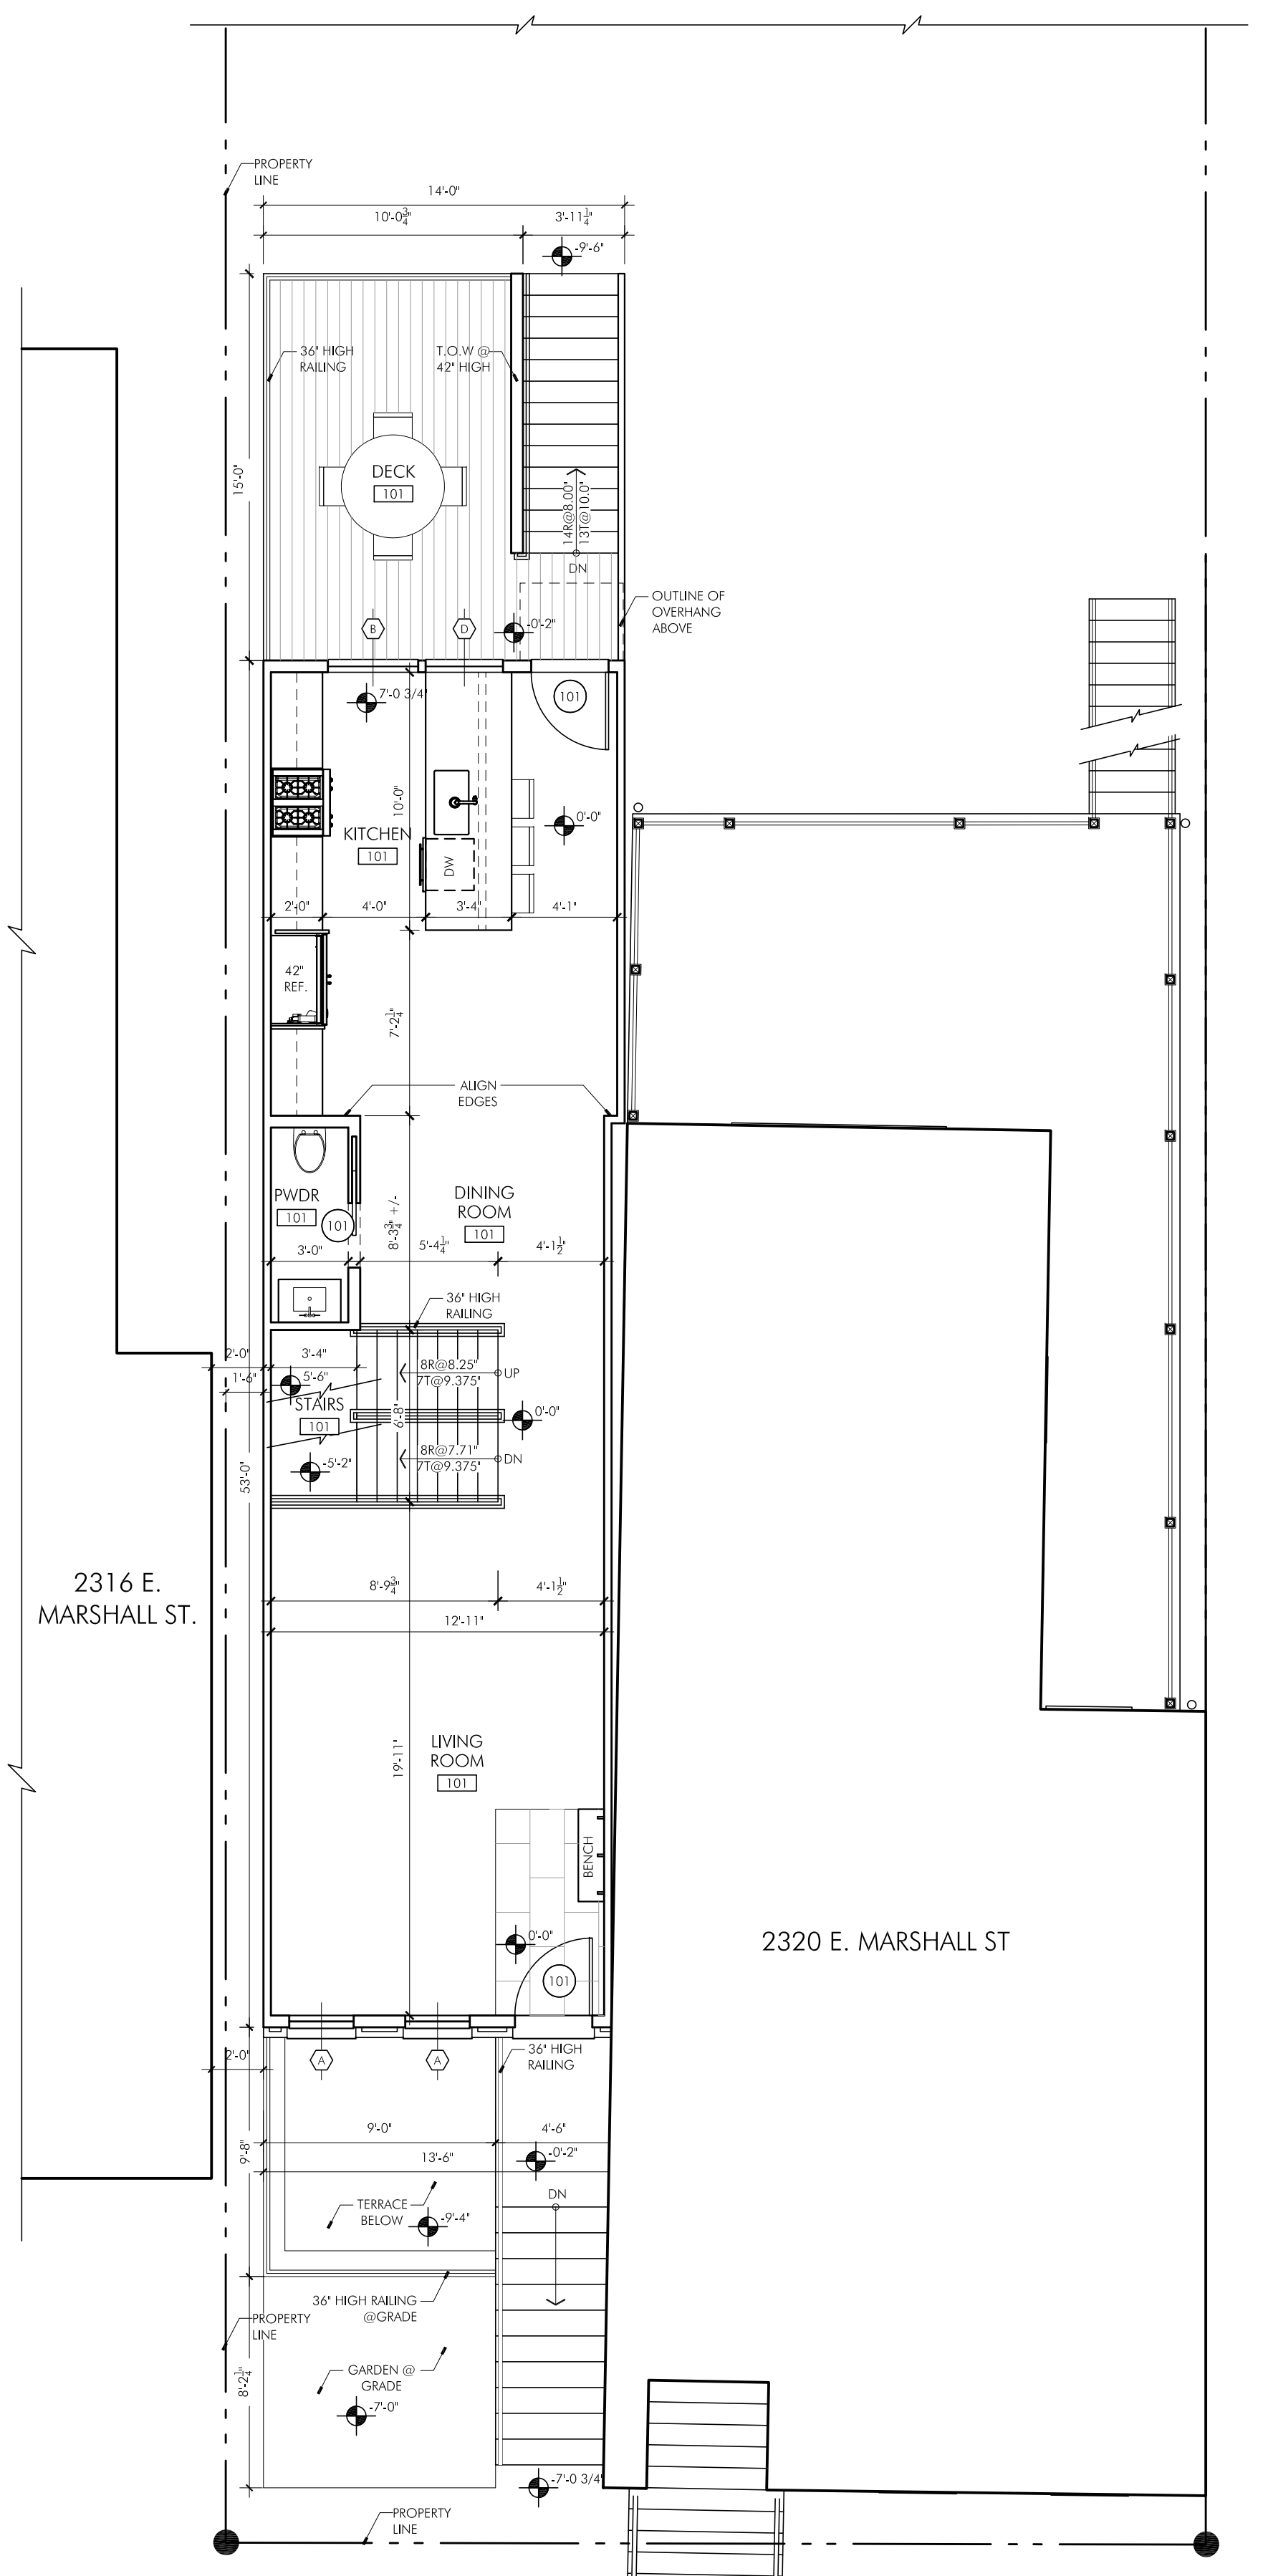 PROPERTY
LINE
14'-0"
10'-0 3/4"
3'-11 1/4"
-9'-6"
36" HIGH
RAILING
T.O.W @
42" HIGH
15'-0"
DECK
101
14R@8.00"
13T@10.0"
DN
OUTLINE OF
OVERHANG
ABOVE
B
D
-0'-2"
7'-0 3/4"
101
10'-0"
KITCHEN
101
0'-0"
DW
2'-0"
4'-0"
3'-4"
4'-1"
42"
REF.
7'-2 1/4"
ALIGN
EDGES
PWDR
101
101
DINING
ROOM
101
8'-3 3/4" +/-
3'-0"
5'-4 1/4"
4'-1 1/2"
36" HIGH
RAILING
2'-0"
3'-4"
1'-6"
5'-6"
8R@8.25"
7T@9.375"
UP
STAIRS
101
6'-8"
0'-0"
8R@7.71"
7T@9.375"
DN
-5'-2"
53'-0"
2316 E.
MARSHALL ST.
8'-9 3/4"
4'-1 1/2"
12'-11"
19'-11"
LIVING
ROOM
101
BENCH
0'-0"
101
2320 E. MARSHALL ST
A
A
36" HIGH
RAILING
2'-0"
9'-0"
4'-6"
9'-8"
13'-6"
-0'-2"
TERRACE
BELOW
-9'-4"
DN
36" HIGH RAILING
@GRADE
PROPERTY
LINE
8'-2 1/4"
GARDEN @
GRADE
-7'-0"
-7'-0 3/4"
PROPERTY
LINE